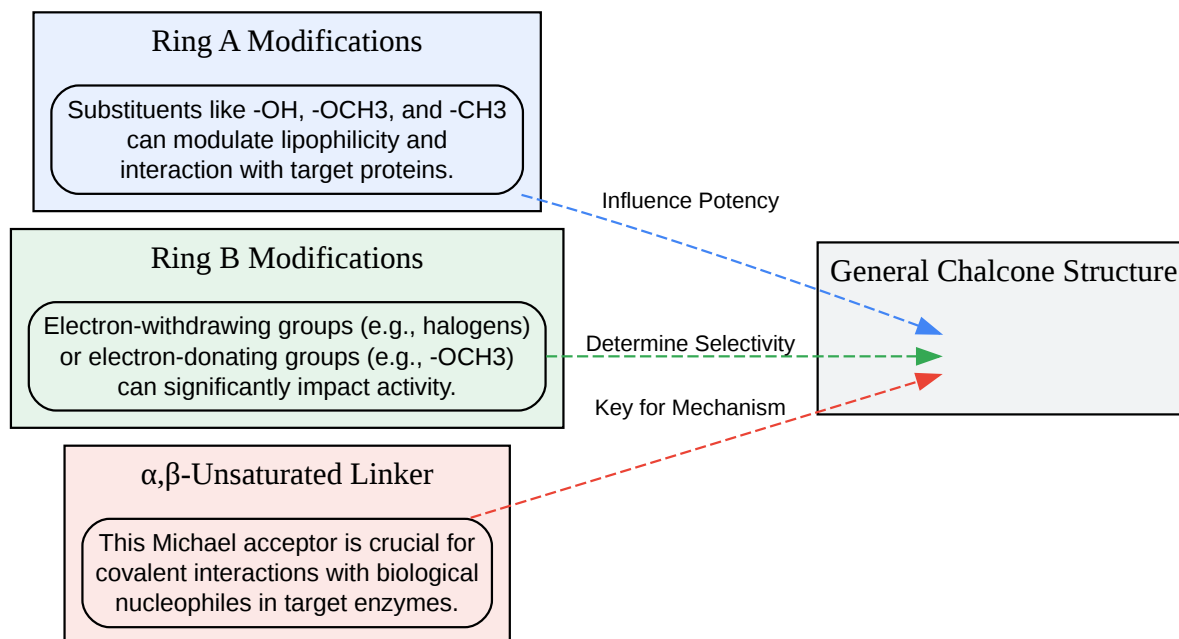 Ring A Modifications
Substituents like -OH, -OCH3, and -CH3
can modulate lipophilicity and
interaction with target proteins.
Influence Potency
Ring B Modifications
Electron-withdrawing groups (e.g., halogens)
or electron-donating groups (e.g., -OCH3)
can significantly impact activity.
Determine Selectivity
General Chalcone Structure
Key for Mechanism
α,β-Unsaturated Linker
This Michael acceptor is crucial for
covalent interactions with biological
nucleophiles in target enzymes.